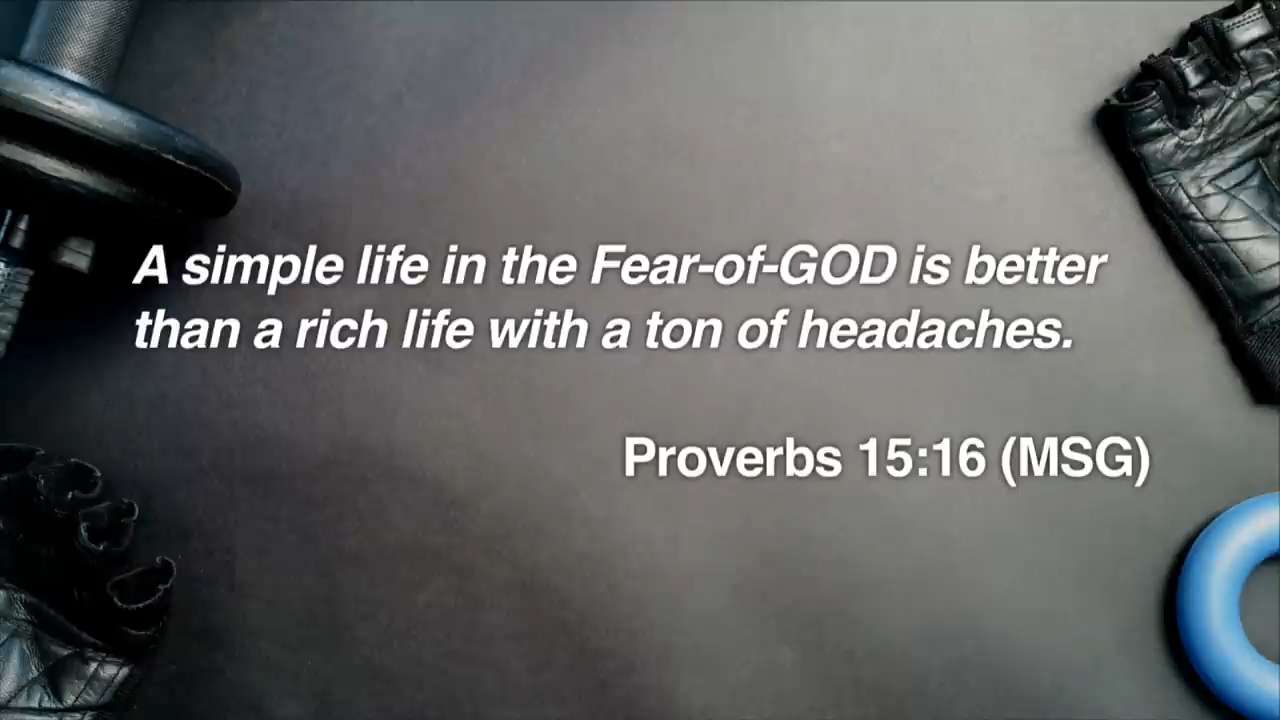 A simple life in the Fear-of-GOD is better
than a rich life with a ton of headaches.
Proverbs 15:16 (MSG)